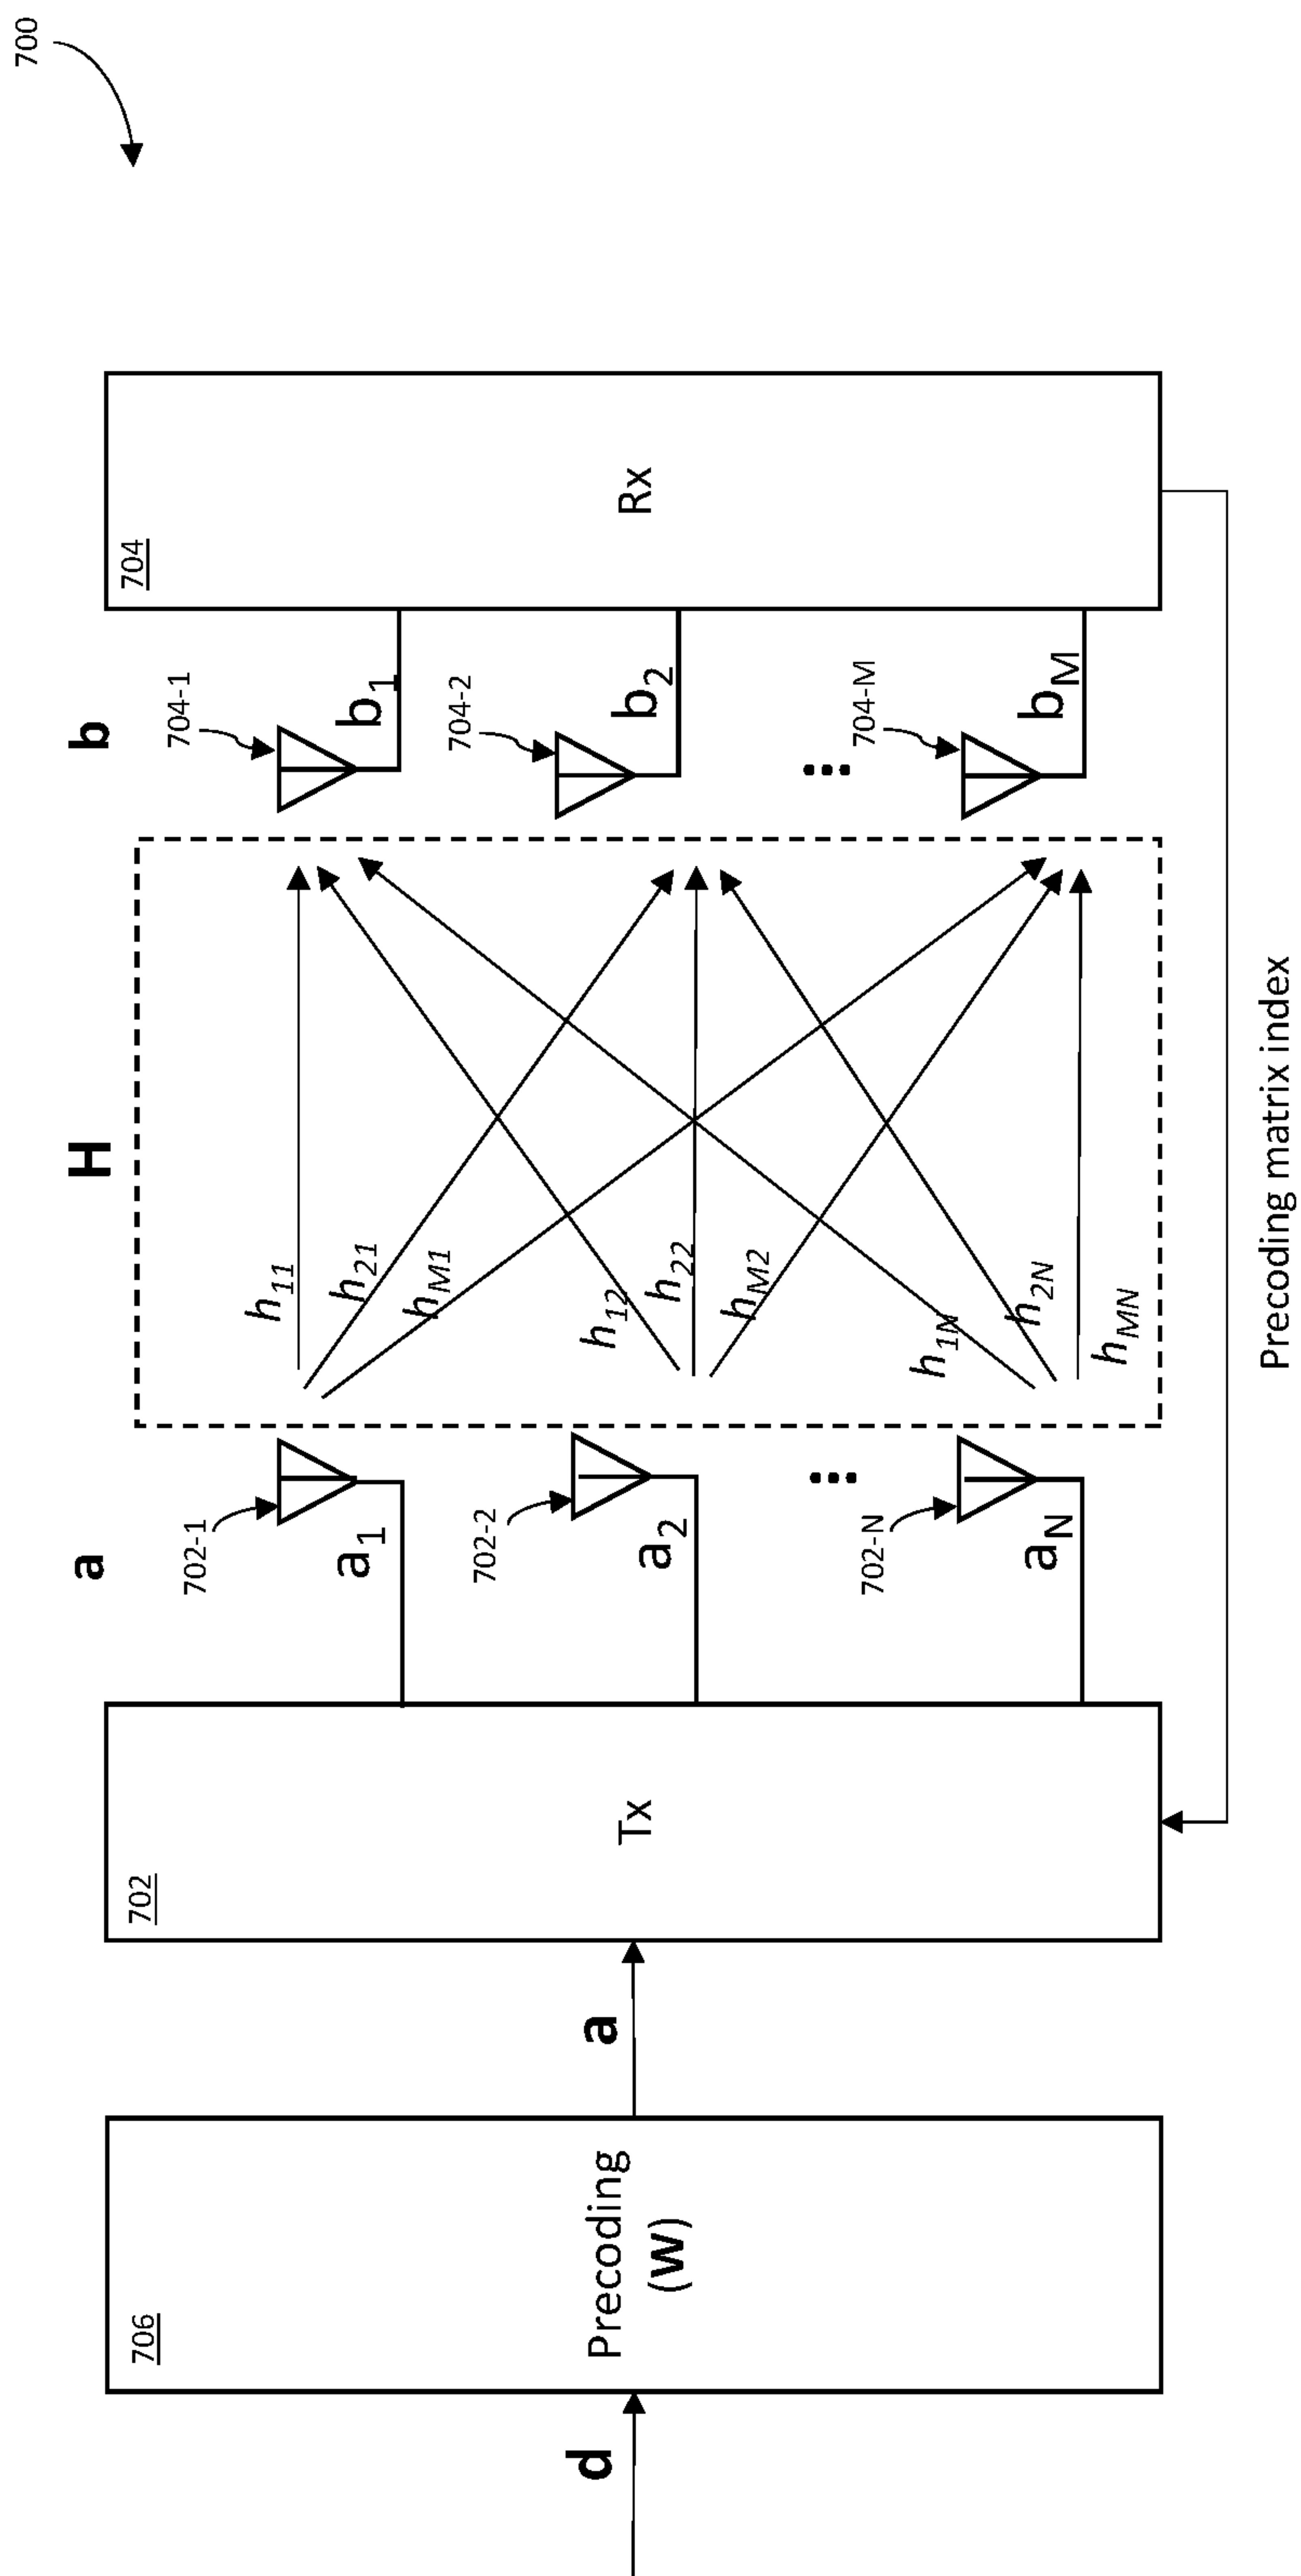 700
d
706
Precoding
(W)
a
702
Tx
a
702-1
a1
702-2
a2
702-N
aN
H
h11
h21
hM1
h12
h22
hM2
h1N
h2N
hMN
b
704-1
b1
704-2
b2
704-M
bM
704
Rx
Precoding matrix index